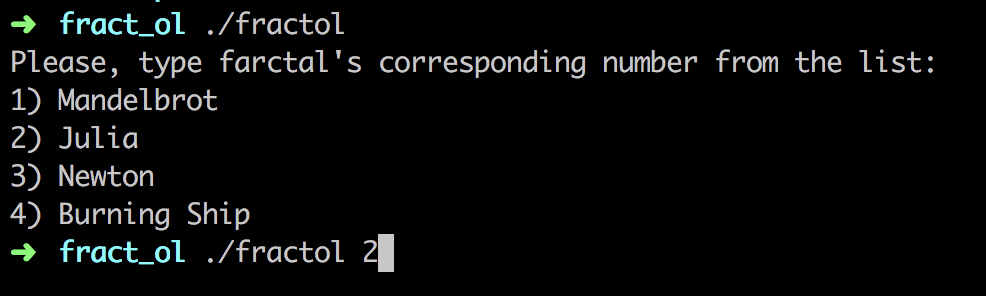 ➜ fract_ol ./fractol
Please, type farctal's corresponding number from the list:
1) Mandelbrot
2) Julia
3) Newton
4) Burning Ship
➜ fract_ol ./fractol 2